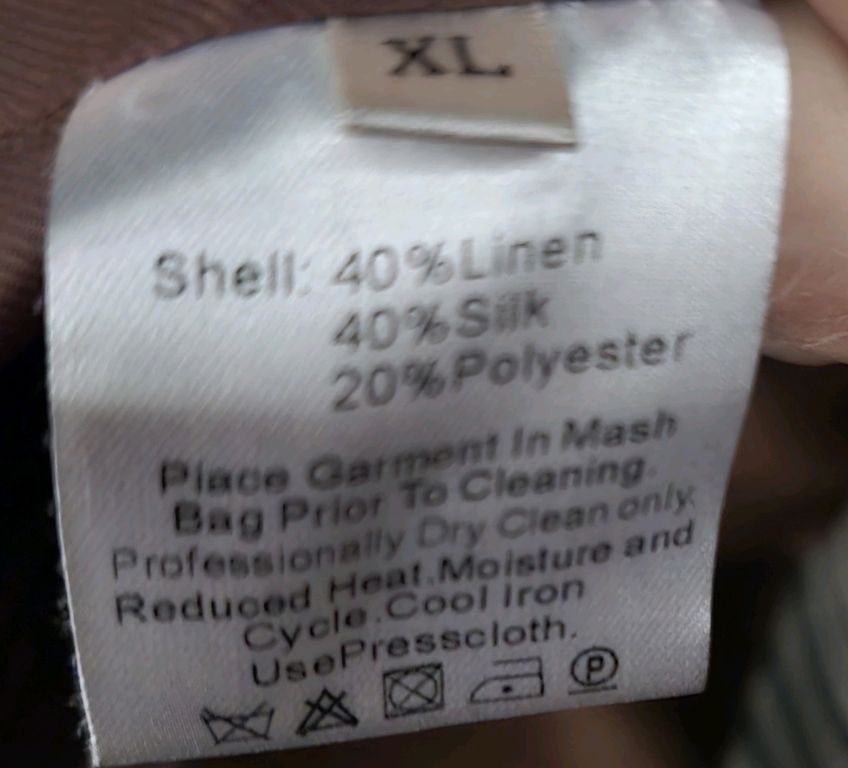 XL
Shell: 40%Linen
40%Silk
20%Polyester
Place Garment In Mash
Bag Prior To Cleaning.
Professionally Dry Clean only.
Reduced Heat.Moisture and
Cycle.Cool Iron
UsePresscloth.
P